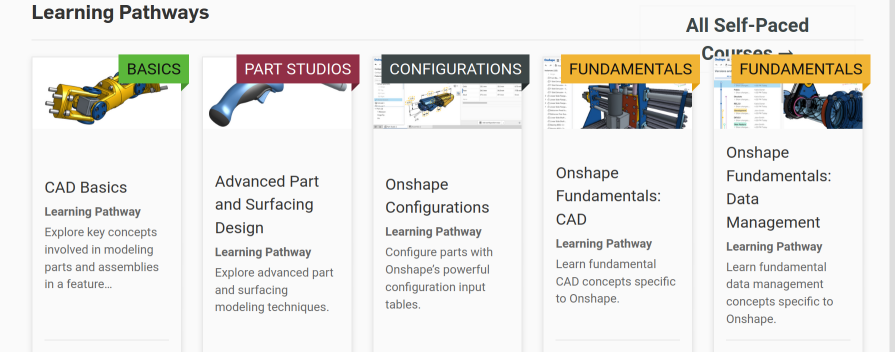 Learning Pathways
All Self-Paced
Courses →
BASICS
CAD Basics
Learning Pathway
Explore key concepts
involved in modeling
parts and assemblies
in a feature…
PART STUDIOS
Advanced Part
and Surfacing
Design
Learning Pathway
Explore advanced part
and surfacing
modeling techniques.
CONFIGURATIONS
Onshape
Configurations
Learning Pathway
Configure parts with
Onshape's powerful
configuration input
tables.
FUNDAMENTALS
Onshape
Fundamentals:
CAD
Learning Pathway
Learn fundamental
CAD concepts specific
to Onshape.
FUNDAMENTALS
Onshape
Fundamentals:
Data
Management
Learning Pathway
Learn fundamental
data management
concepts specific to
Onshape.